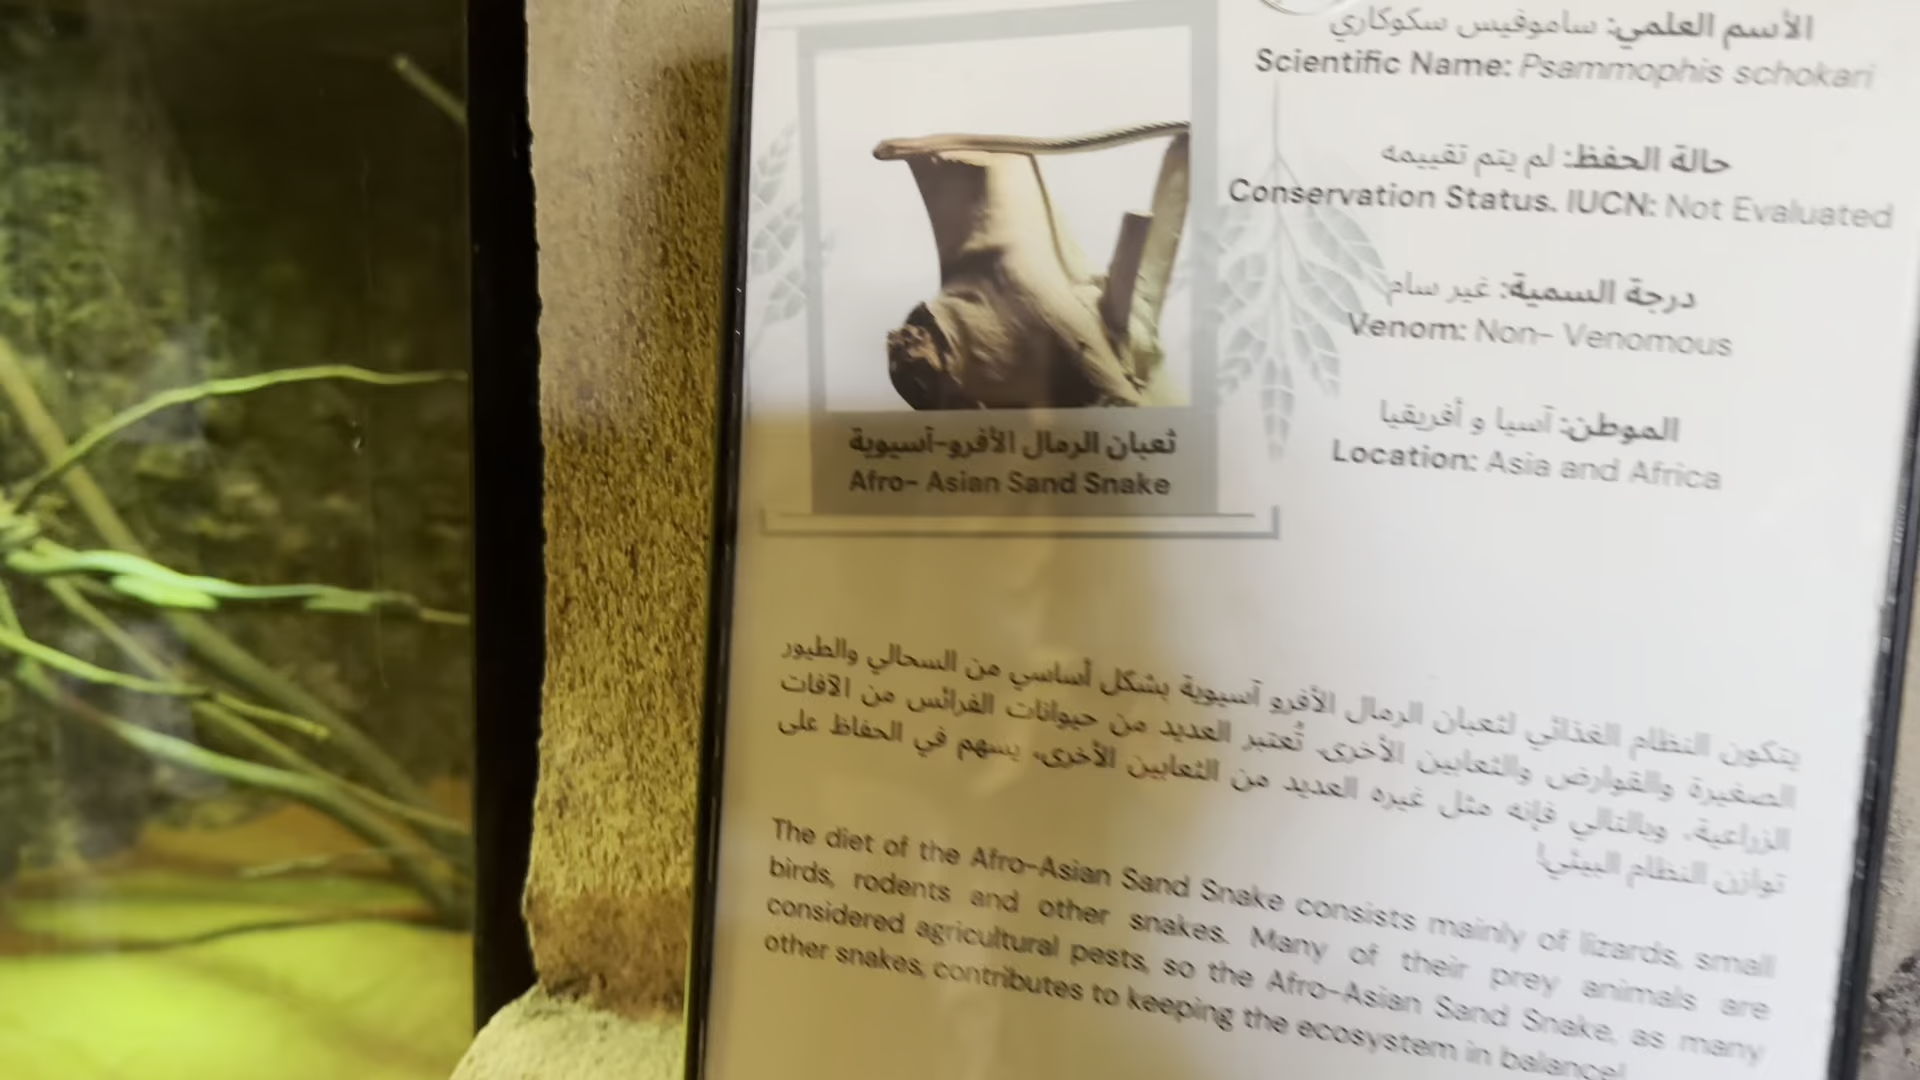 الأسم العلمي: ساموفيس سكوكاري
Scientific Name: Psammophis schokari
حالة الحفظ: لم يتم تقييمه
Conservation Status. IUCN: Not Evaluated
درجة السمية: غير سام
Venom: Non- Venomous
الموطن: آسيا و أفريقيا
Location: Asia and Africa
ثعبان الرمال الأفرو-آسيوية
Afro- Asian Sand Snake
يتكون النظام الغذائي لثعبان الرمال الأفرو آسيوية بشكل أساسي من السحالي والطيور
الصغيرة والقوارض والثعابين الأخرى. تُعتبر العديد من حيوانات الفرائس من الآفات
الزراعية، وبالتالي فإنه مثل غيره العديد من الثعابين الأخرى، يسهم في الحفاظ على
توازن النظام البيئي!
The diet of the Afro-Asian Sand Snake consists mainly of lizards, small
birds, rodents and other snakes. Many of their prey animals are
considered agricultural pests, so the Afro-Asian Sand Snake, as many
other snakes, contributes to keeping the ecosystem in balance!